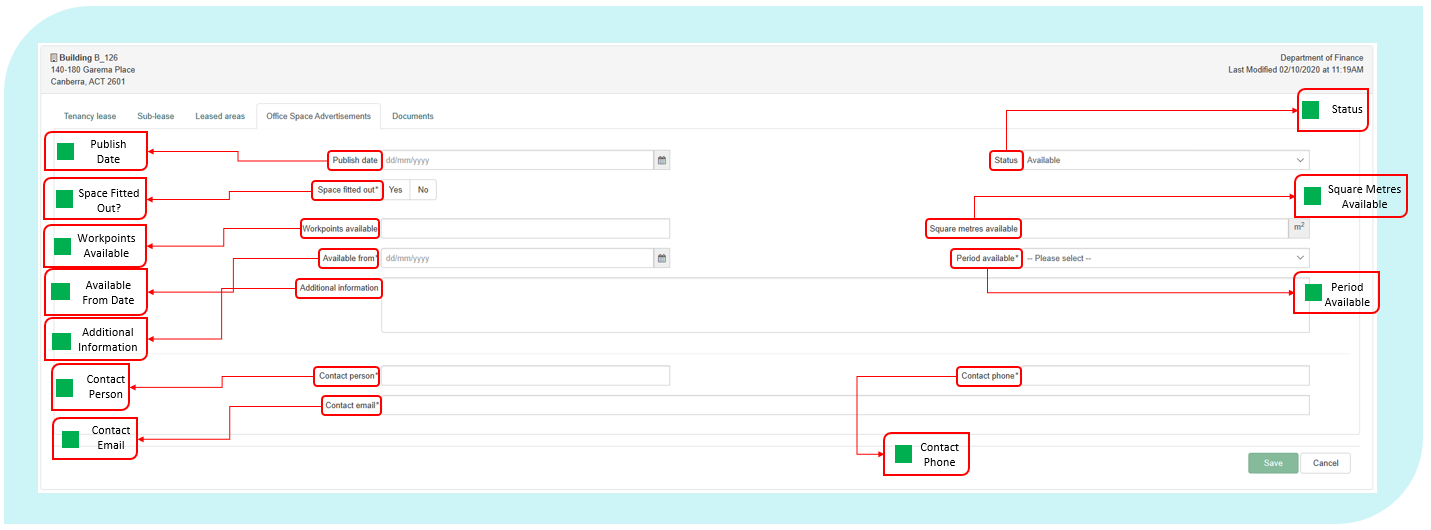 Building B_126
140-180 Garema Place
Canberra, ACT 2601
Department of Finance
Last Modified 02/10/2020 at 11:19AM
Tenancy lease
Sub-lease
Leased areas
Office Space Advertisements
Documents
Status
Publish
Date
Publish date
dd/mm/yyyy
Status
Available
Space Fitted
Out?
Space fitted out*
Yes
No
Square Metres
Available
Workpoints
Available
Workpoints available
Square metres available
m²
Available
From Date
Available from*
dd/mm/yyyy
Period available*
-- Please select --
Period
Available
Additional
Information
Additional information
Contact
Person
Contact person*
Contact phone*
Contact
Email
Contact email*
Contact
Phone
Save
Cancel